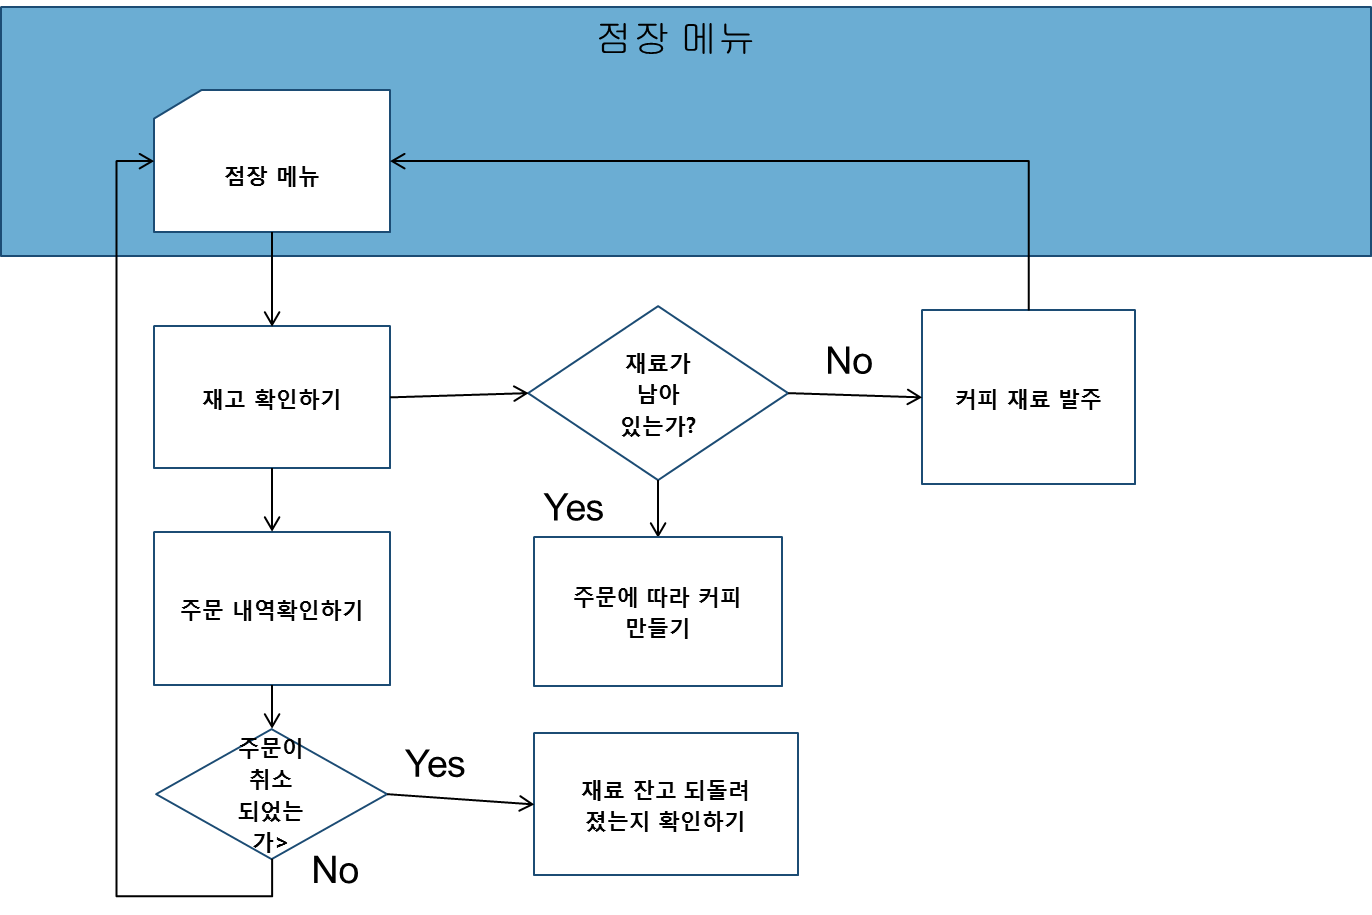 점장 메뉴
점장 메뉴
재고 확인하기
재료가
남아
있는가?
No
커피 재료 발주
Yes
주문 내역확인하기
주문에 따라 커피
만들기
주문이
취소
되었는
가>
Yes
재료 잔고 되돌려
졌는지 확인하기
No